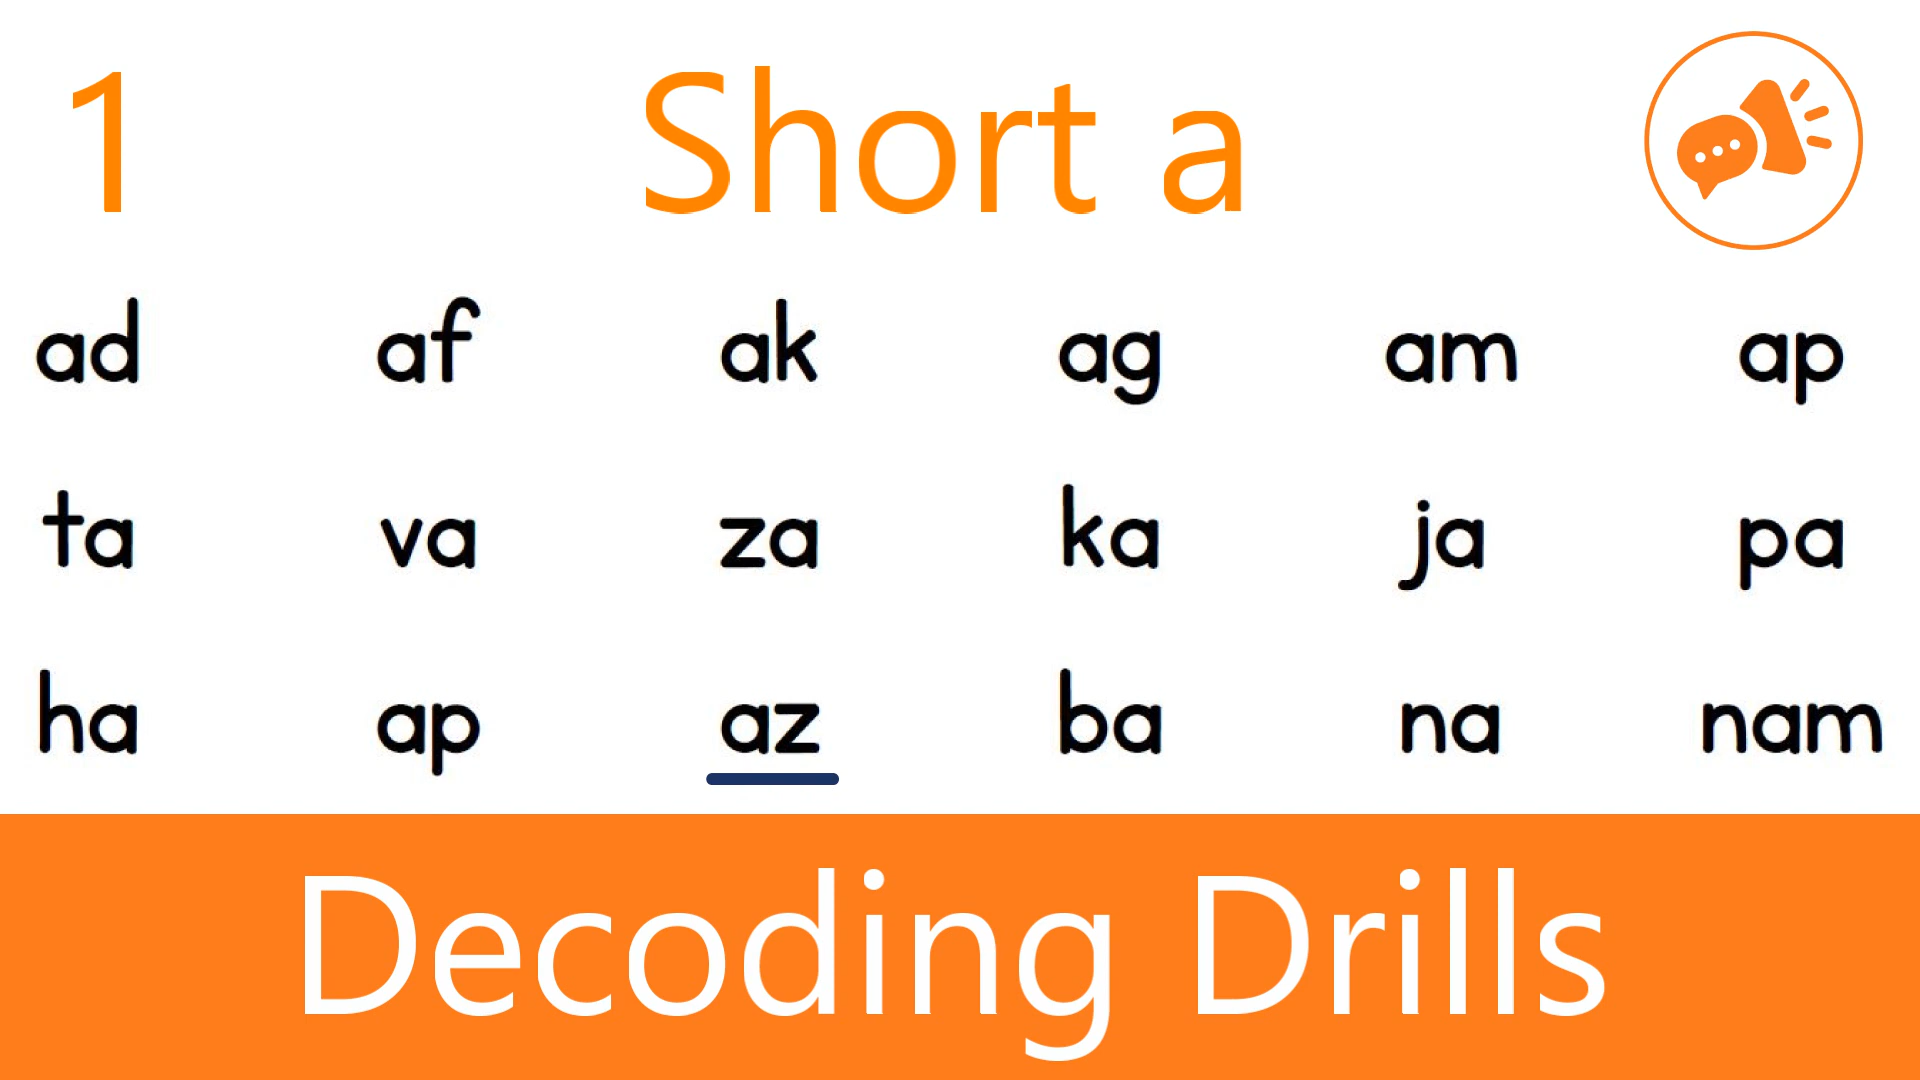 1 Short a
ad af ak ag am ap
ta va za ka ja pa
ha ap az ba na nam
Decoding Drills